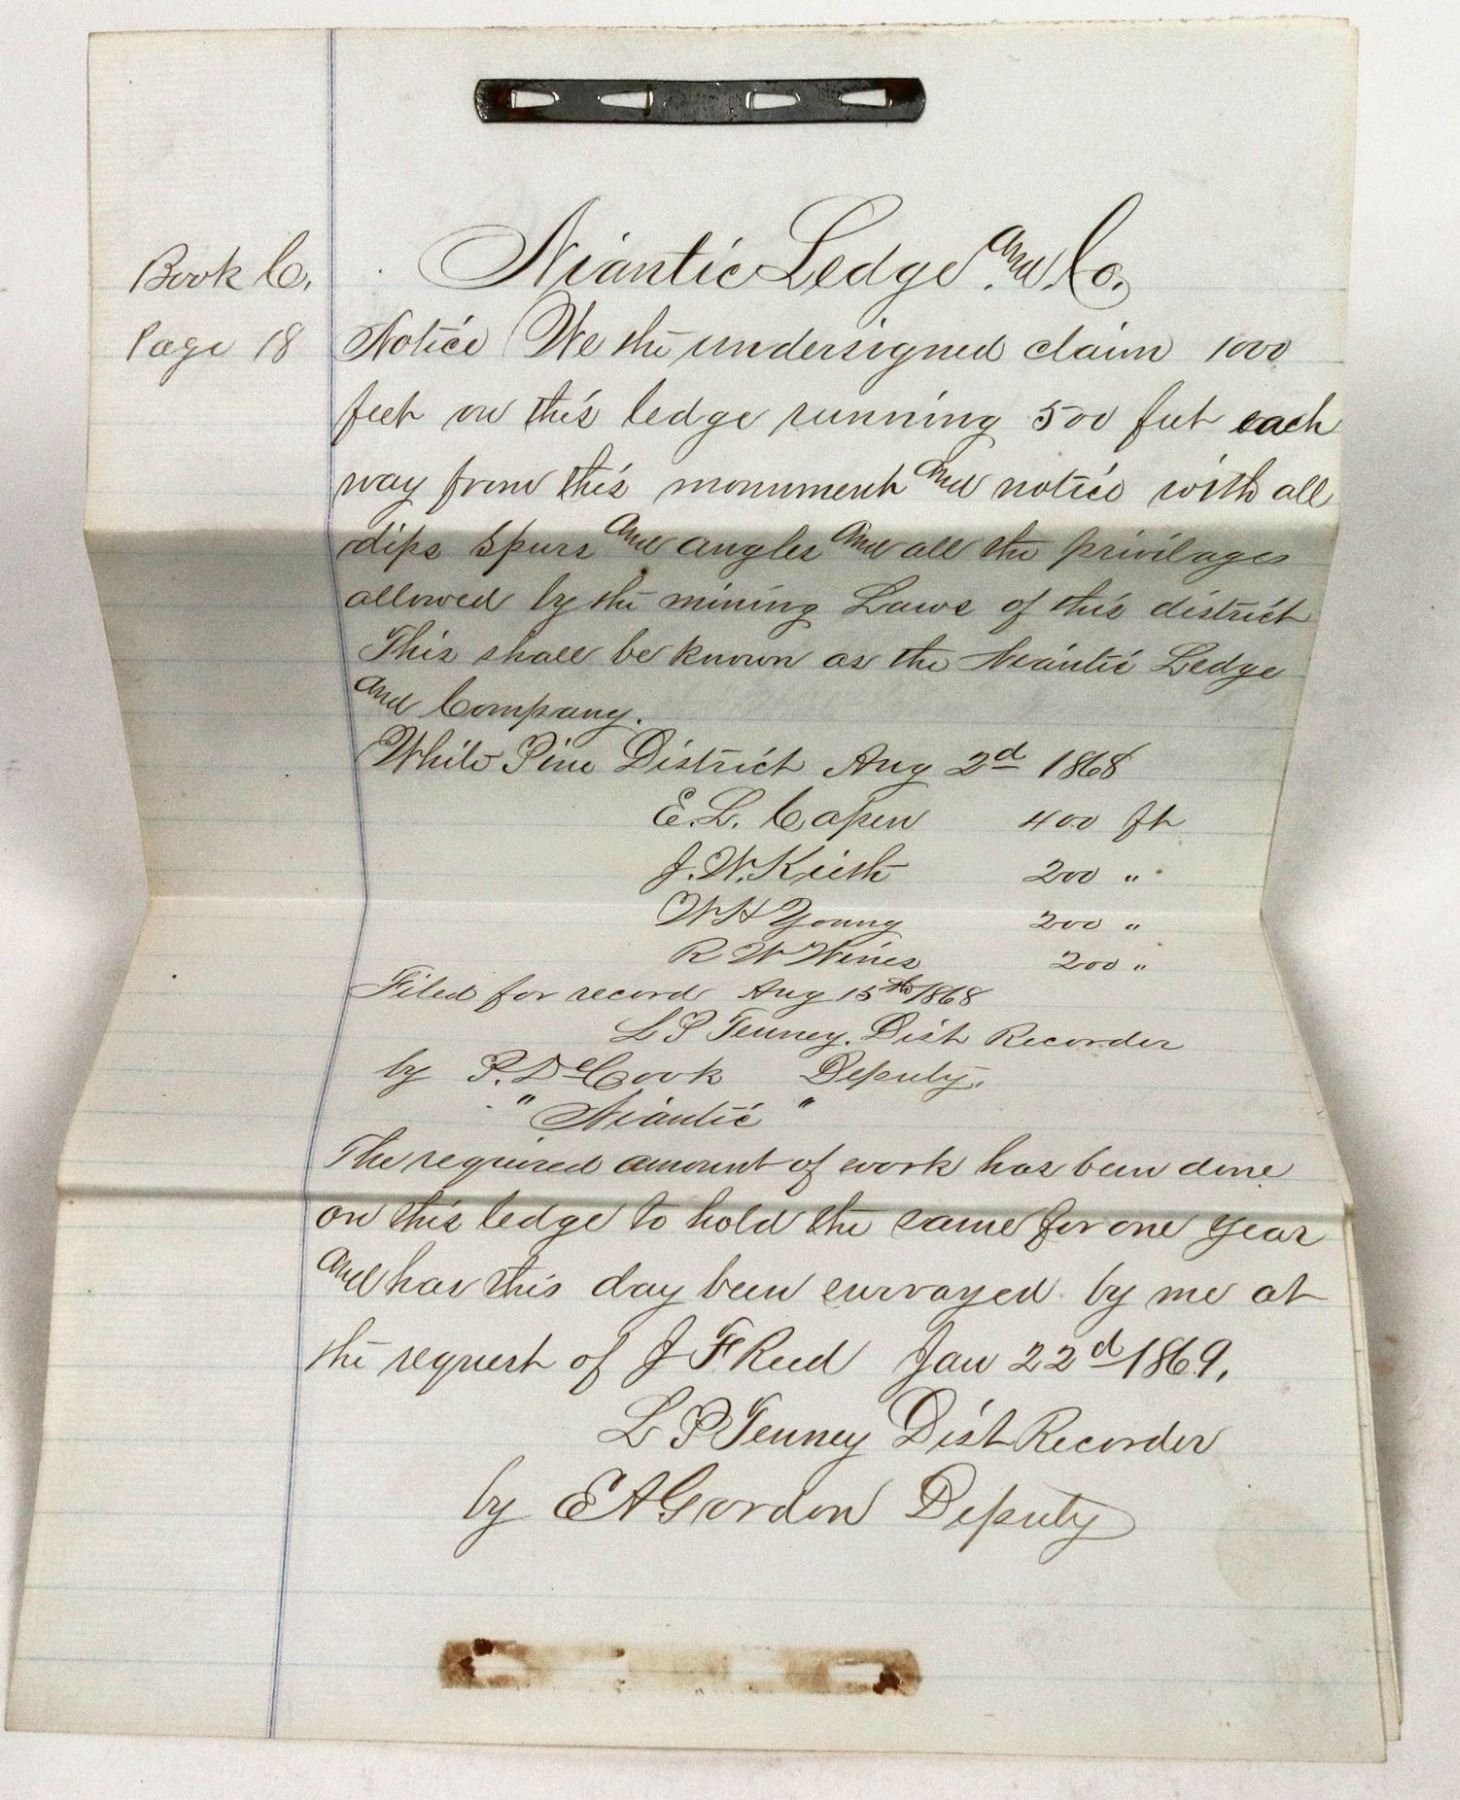 Book C.
Page 18
Niantic Ledge and Co.
Notice We the undersigned claim 1000
feet on this ledge running 500 feet each
way from this monument and notice with all
dips spurs and angles and all the privilages
allowed by the mining Laws of this district
This shall be known as the Niantic Ledge
and Company.
White Pine District Aug 2d 1868
E. L. Capen 400 ft
J. W. Keith 200 "
W H Young 200 "
R W Wines 200 "
Filed for record Aug 15th 1868
L P Tenney. Dist Recorder
by P. De Cook Deputy.
" Niantic "
The required amount of work has been done
on this ledge to hold the same for one year
and has this day been survayed by me at
the request of J F Reed Jan 22d 1869.
L P Tenney Dist Recorder
by E A Gordon Deputy